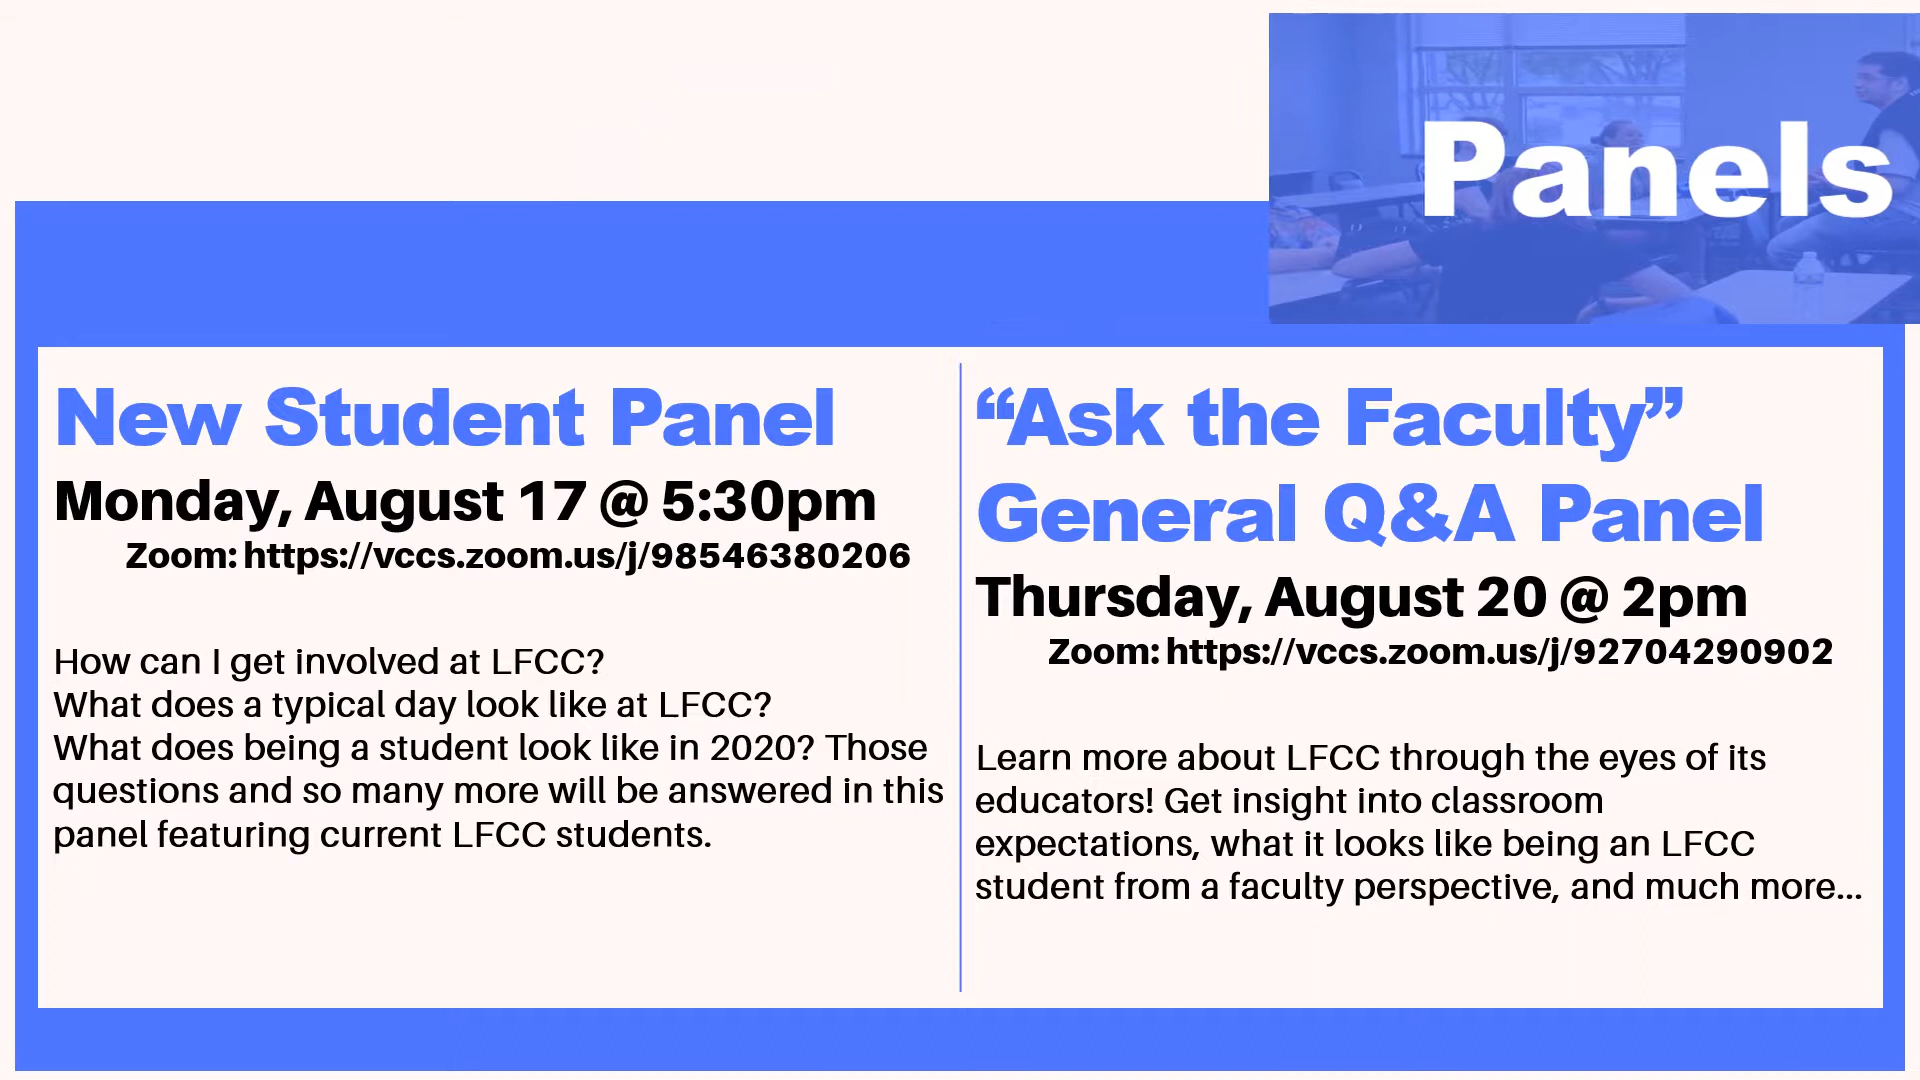 Panels
New Student Panel
Monday, August 17 @ 5:30pm
Zoom: https://vccs.zoom.us/j/98546380206
How can I get involved at LFCC?
What does a typical day look like at LFCC?
What does being a student look like in 2020? Those
questions and so many more will be answered in this
panel featuring current LFCC students.
“Ask the Faculty”
General Q&A Panel
Thursday, August 20 @ 2pm
Zoom: https://vccs.zoom.us/j/92704290902
Learn more about LFCC through the eyes of its
educators! Get insight into classroom
expectations, what it looks like being an LFCC
student from a faculty perspective, and much more...